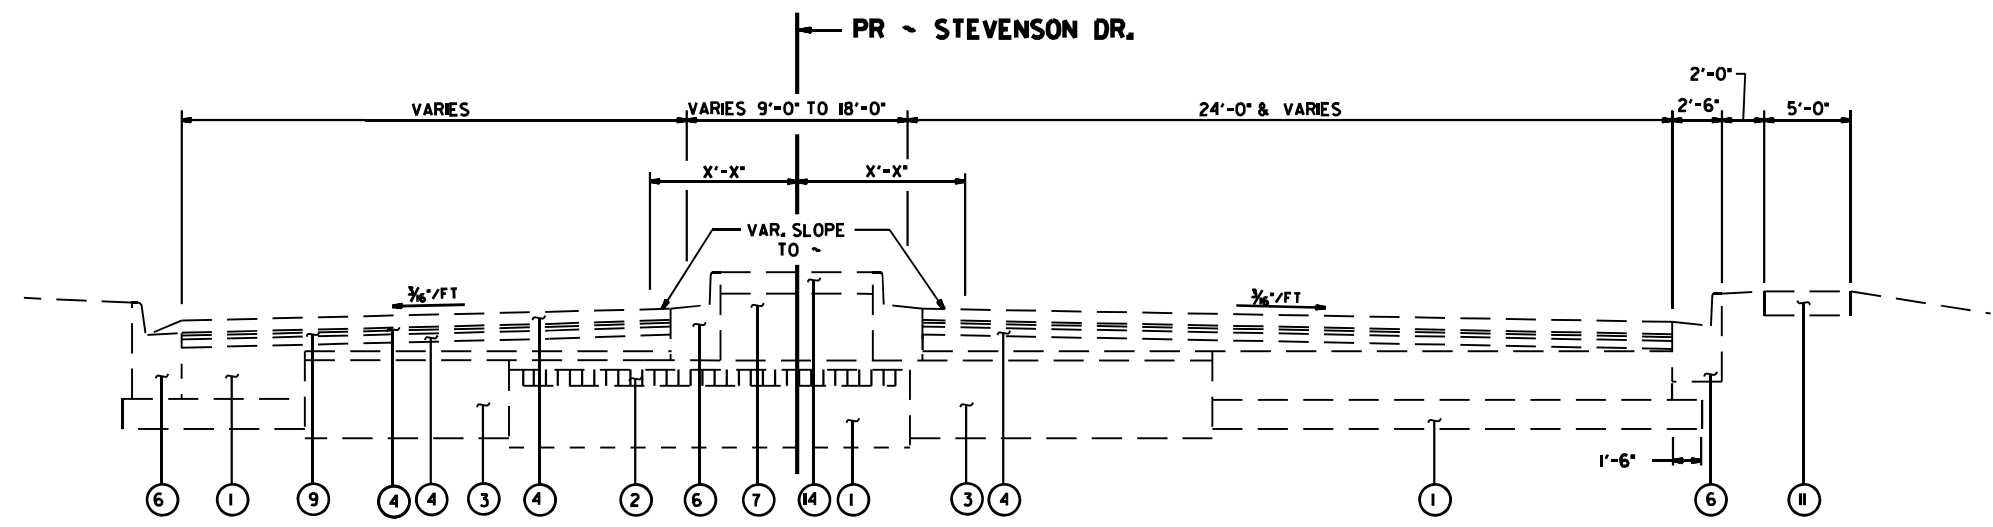 PR ~ STEVENSON DR.
2'-0"
VARIES
VARIES 9'-0" TO 18'-0"
24'-0" & VARIES
2'-6"
5'-0"
X'-X"
X'-X"
VAR. SLOPE
TO ~
3/16"/FT
3/16"/FT
1'-6"
6 1 9 4 4 3 4 2 6 7 14 1 3 4 1 6 11